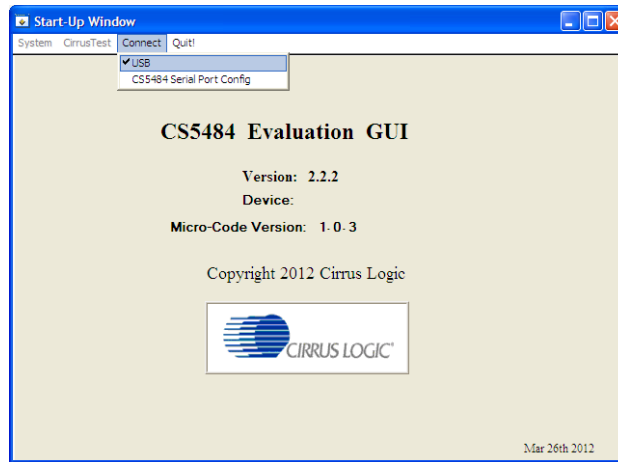 Start-Up Window
System CirrusTest Connect Quit!
USB
CS5484 Serial Port Config
CS5484 Evaluation GUI
Version: 2.2.2
Device:
Micro-Code Version: 1.0.3
Copyright 2012 Cirrus Logic
CIRRUS LOGIC®
Mar 26th 2012